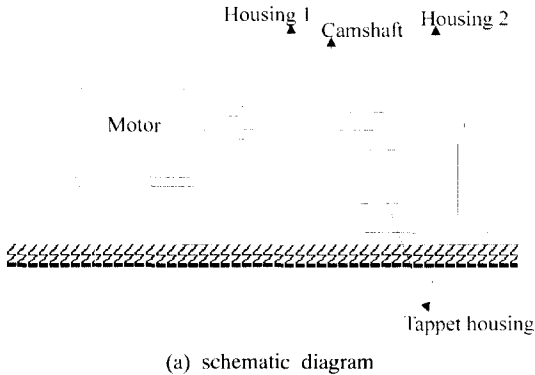 Housing 1
Camshaft
Housing 2
Motor
Tappet housing
(a) schematic diagram